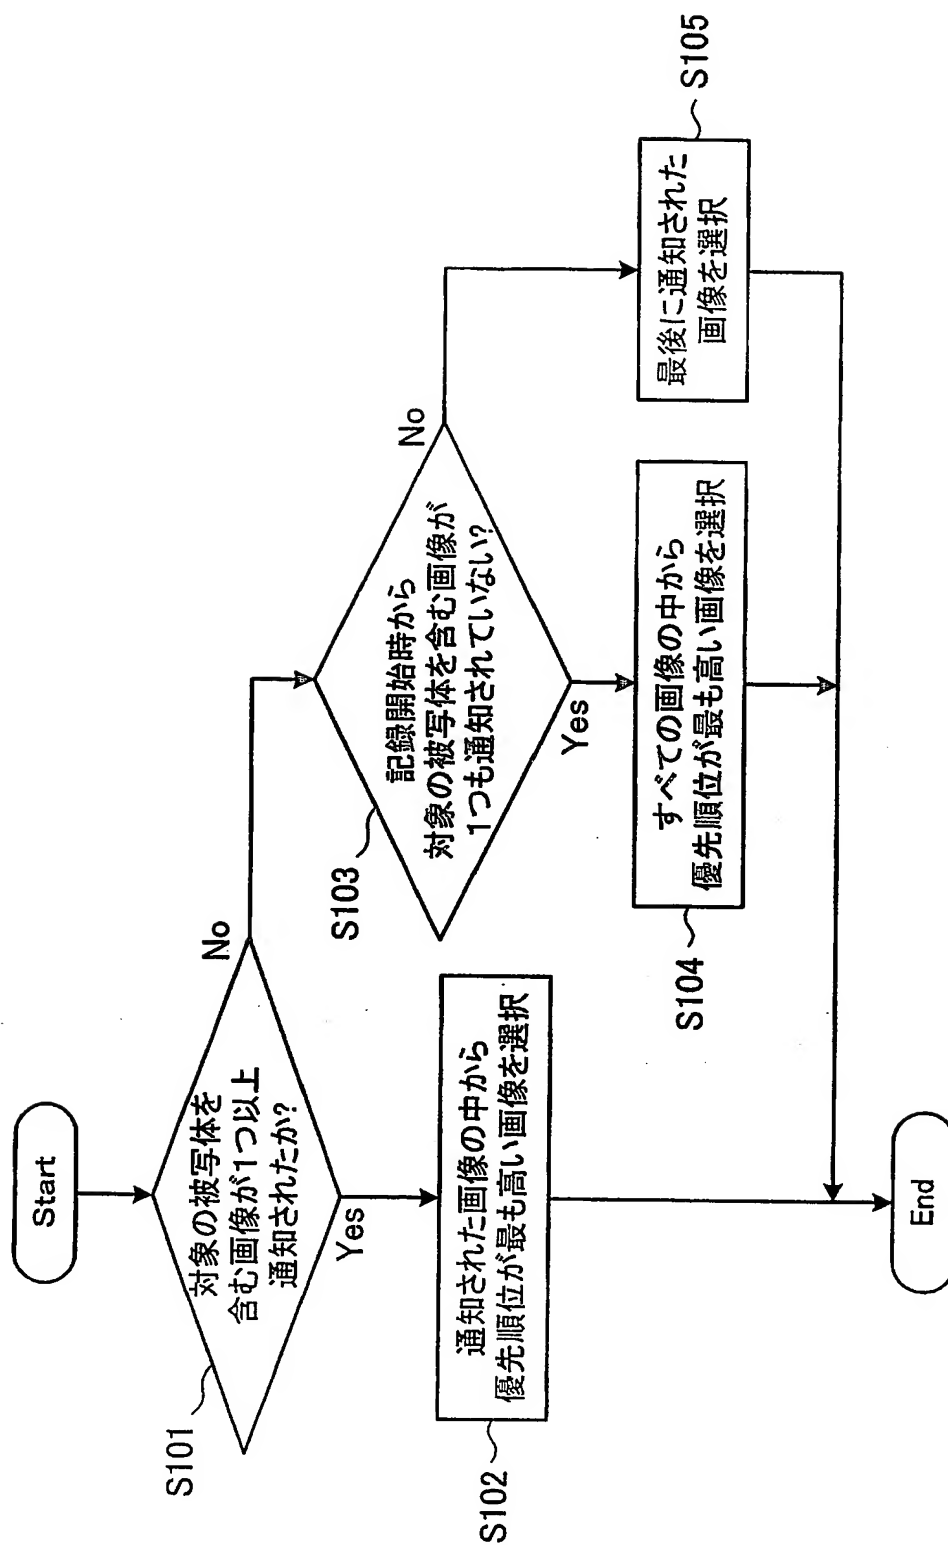 Start
S101
対象の被写体を
含む画像が1つ以上
通知されたか?
No
Yes
S102
通知された画像の中から
優先順位が最も高い画像を選択
S103
記録開始時から
対象の被写体を含む画像が
1つも通知されていない?
No
Yes
S104
すべての画像の中から
優先順位が最も高い画像を選択
S105
最後に通知された
画像を選択
End